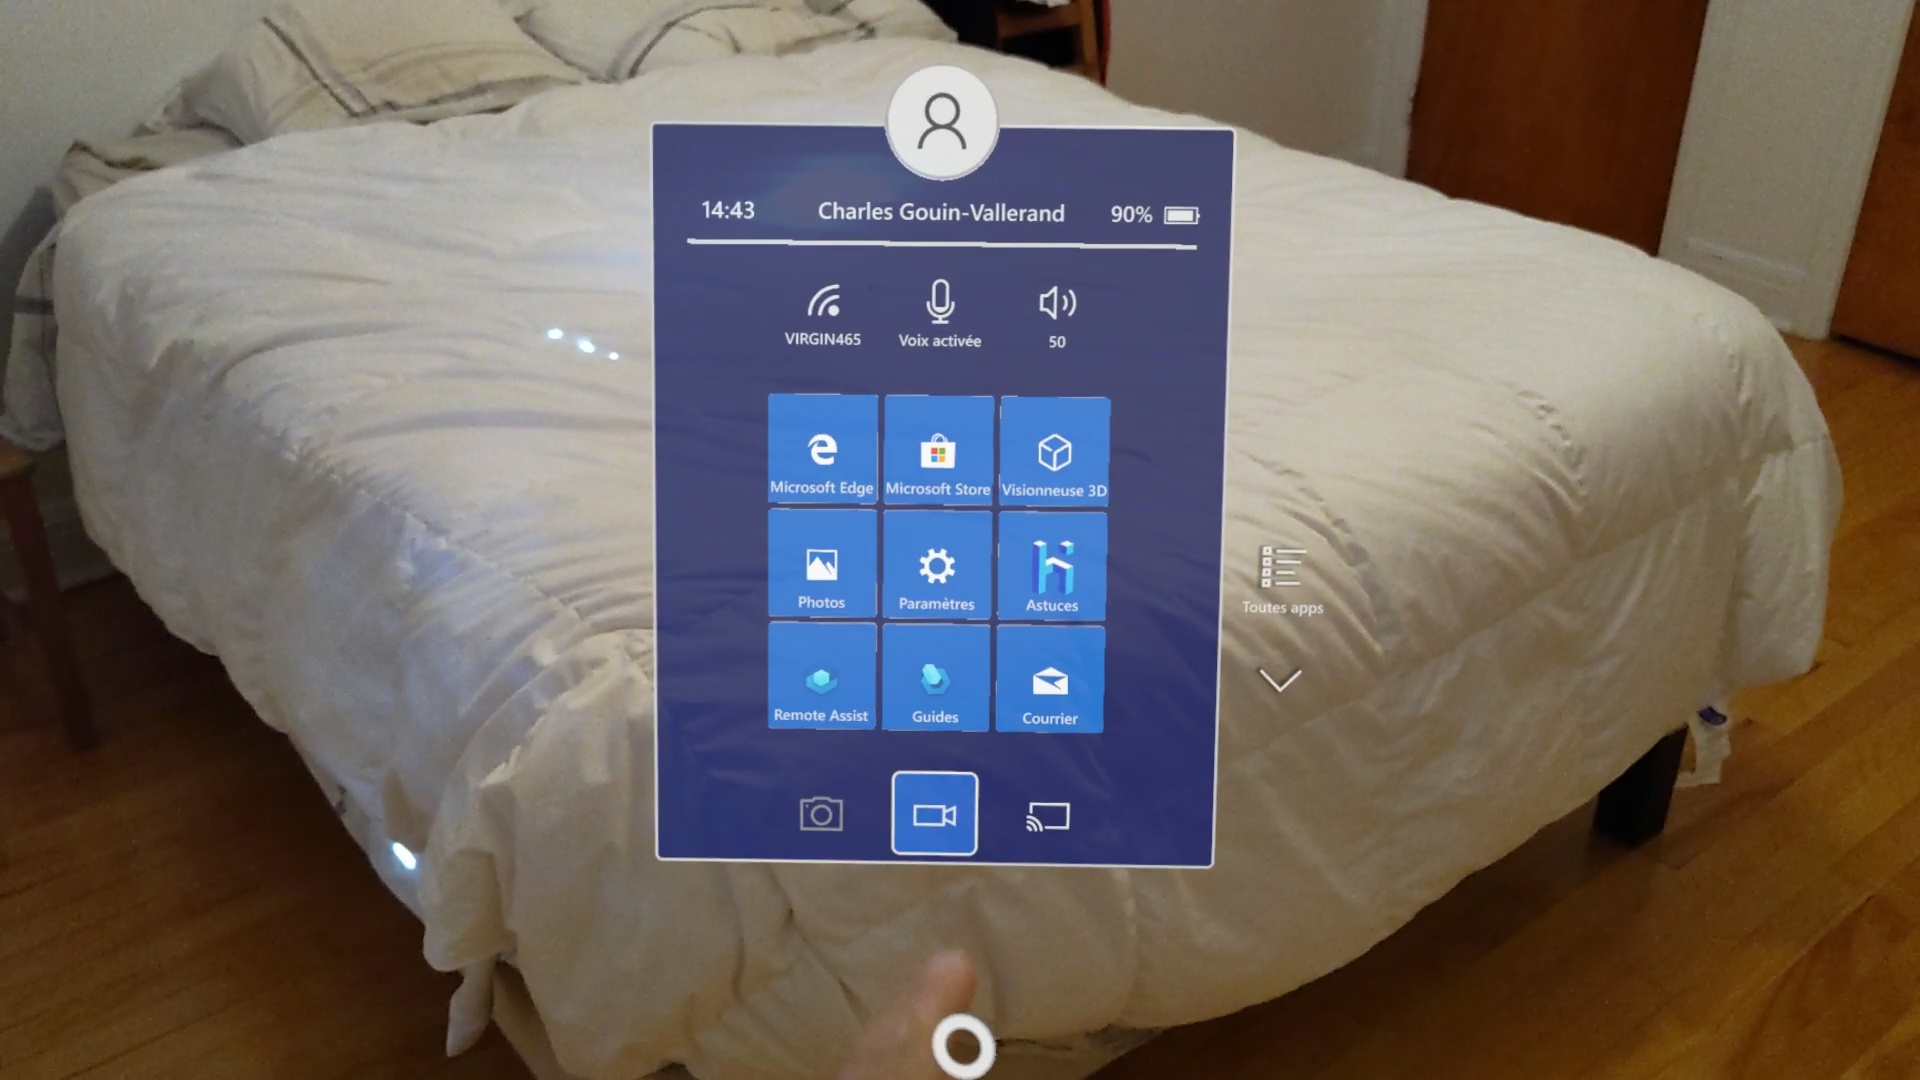 14:43 Charles Gouin-Vallerand 90%
VIRGIN465 Voix activée 50
Microsoft Edge Microsoft Store Visionneuse 3D
Photos Paramètres Astuces
Toutes apps
Remote Assist Guides Courrier